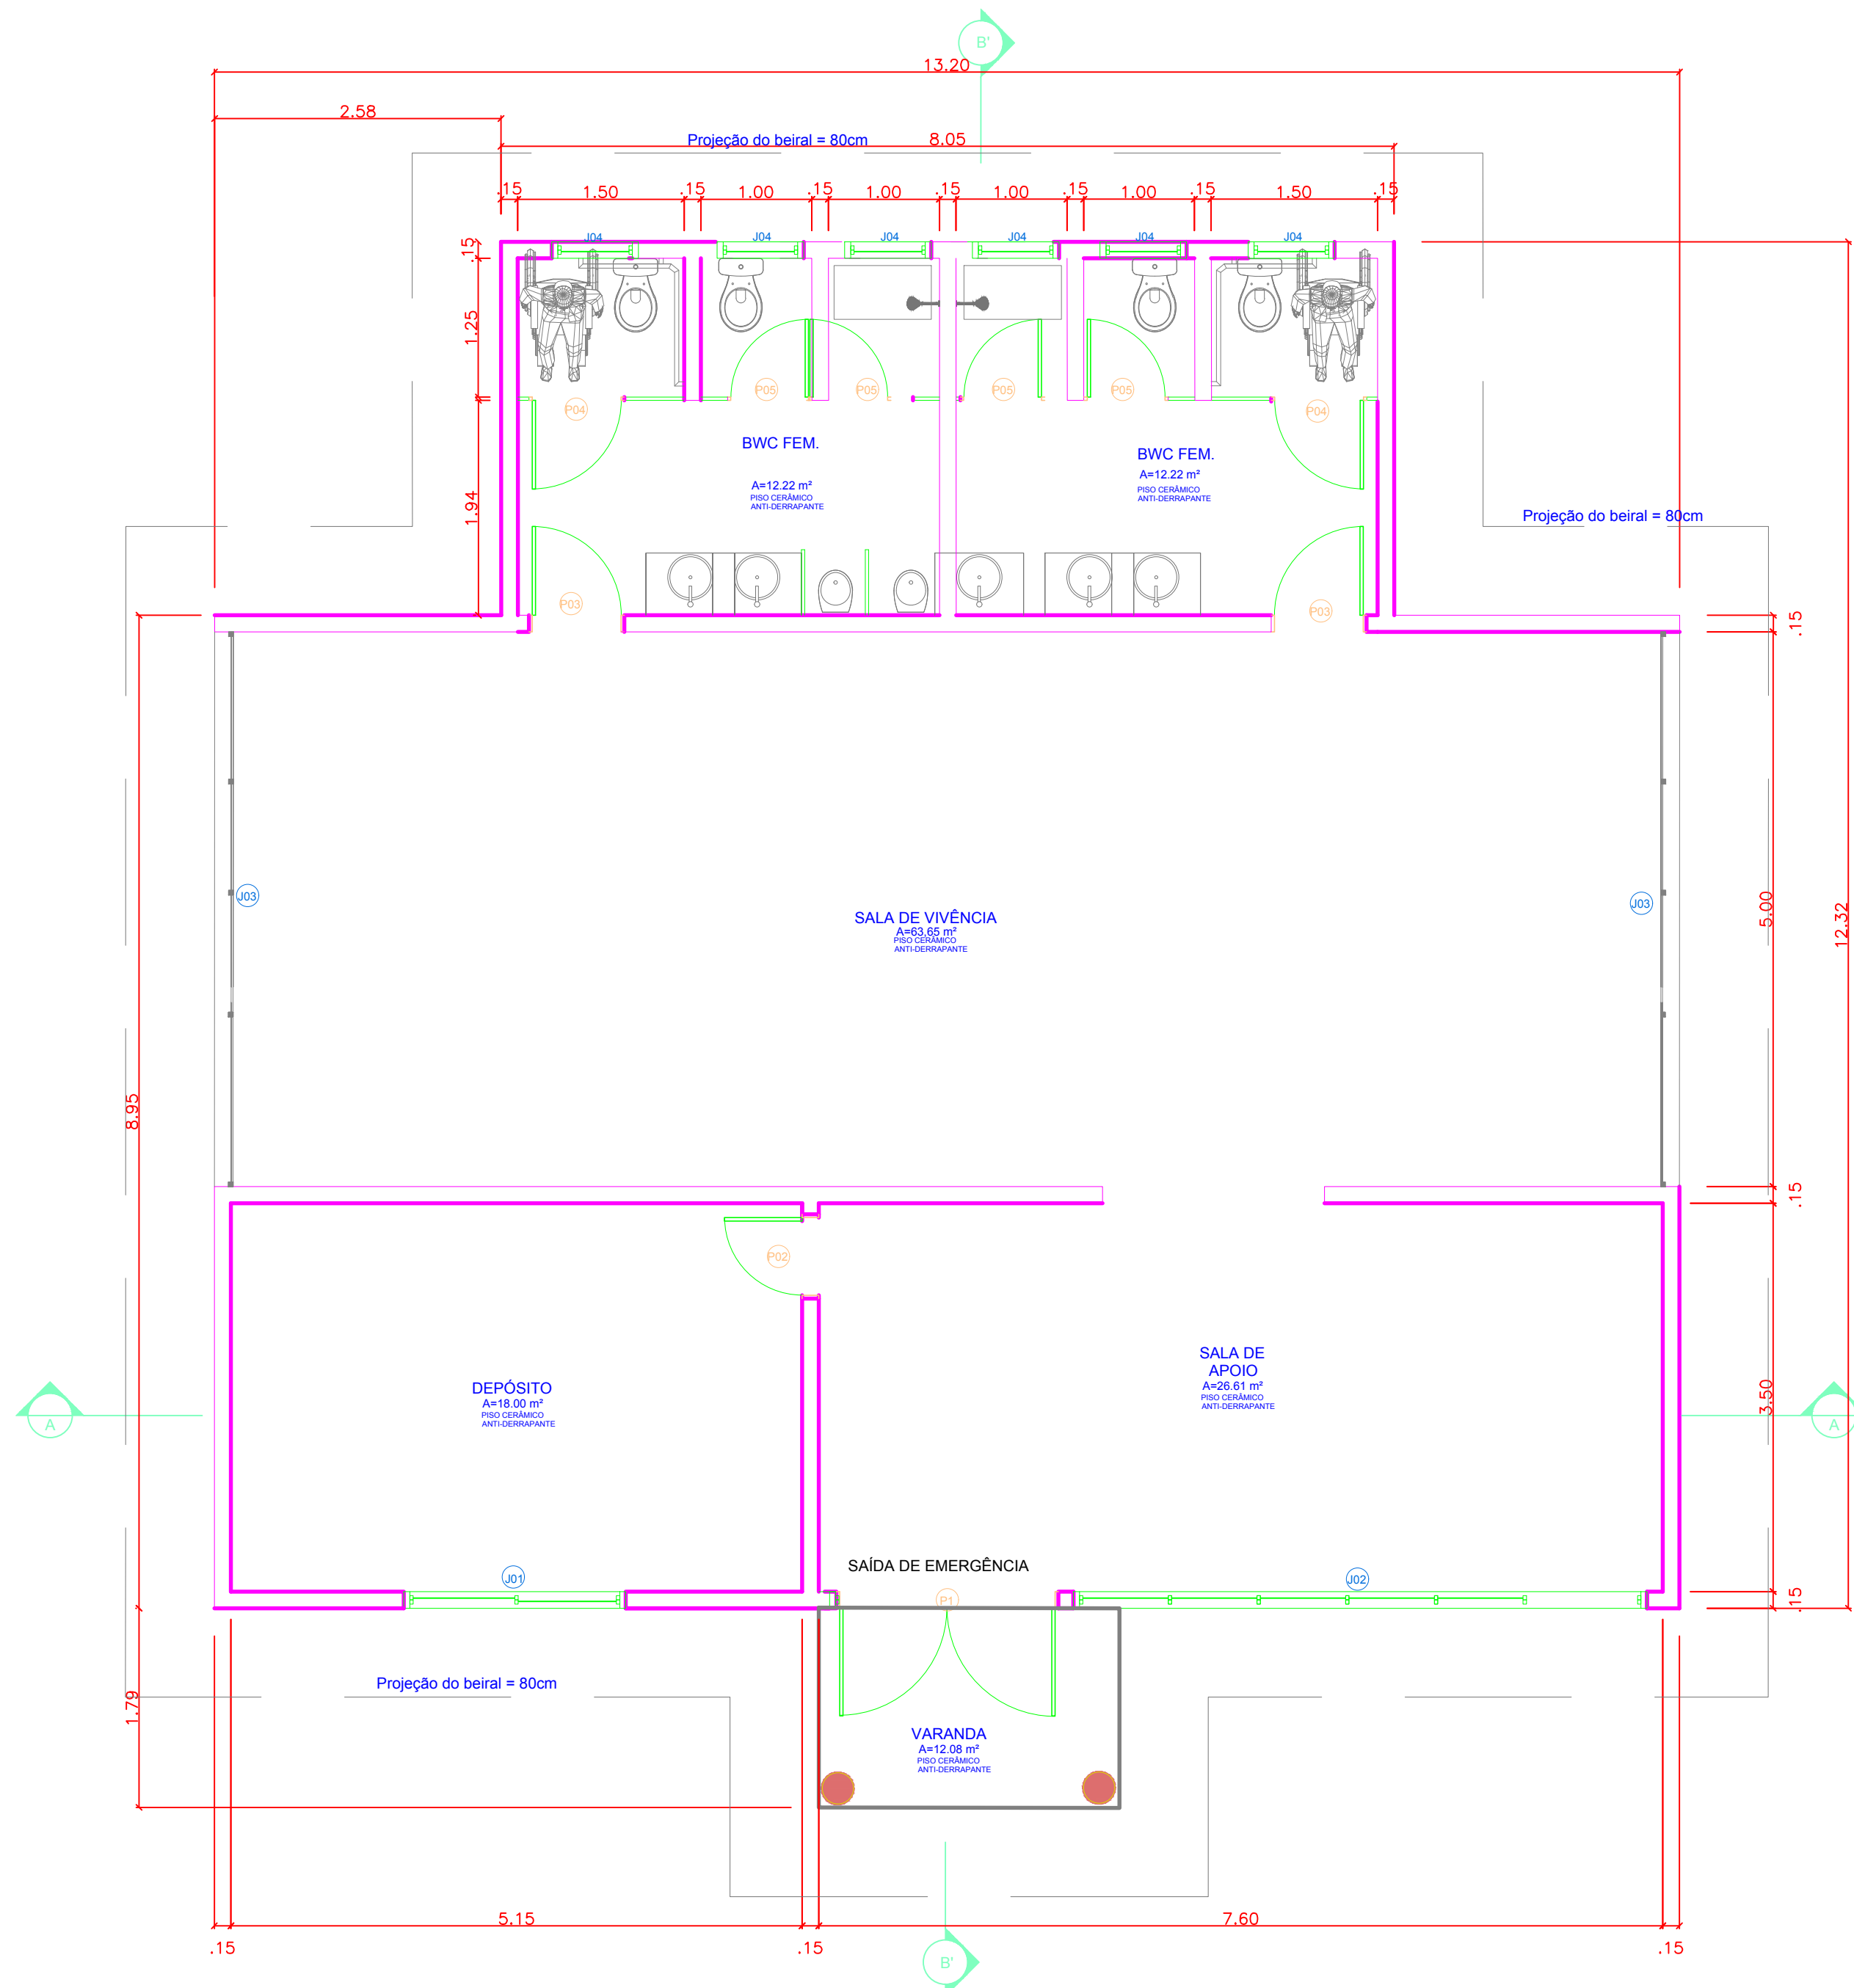 B'
13.20
2.58
Projeção do beiral = 80cm
8.05
.15 1.50 .15 1.00 .15 1.00 .15 1.00 .15 1.00 .15 1.50 .15
J04 J04 J04 J04 J04 J04
.15
1.25
P04 P05 P05 P05 P05 P04
BWC FEM.
A=12.22 m²
PISO CERÂMICO
ANTI-DERRAPANTE
BWC FEM.
A=12.22 m²
PISO CERÂMICO
ANTI-DERRAPANTE
1.94
Projeção do beiral = 80cm
P03 P03
.15
J03 J03
SALA DE VIVÊNCIA
A=63.65 m²
PISO CERÂMICO
ANTI-DERRAPANTE
5.00
12.32
8.95
.15
P02
SALA DE
APOIO
A=26.61 m²
PISO CERÂMICO
ANTI-DERRAPANTE
DEPÓSITO
A=18.00 m²
PISO CERÂMICO
ANTI-DERRAPANTE
3.50
A A
SAÍDA DE EMERGÊNCIA
J01 P1 J02
.15
Projeção do beiral = 80cm
1.79
VARANDA
A=12.08 m²
PISO CERÂMICO
ANTI-DERRAPANTE
5.15 7.60
.15 .15 .15
B'